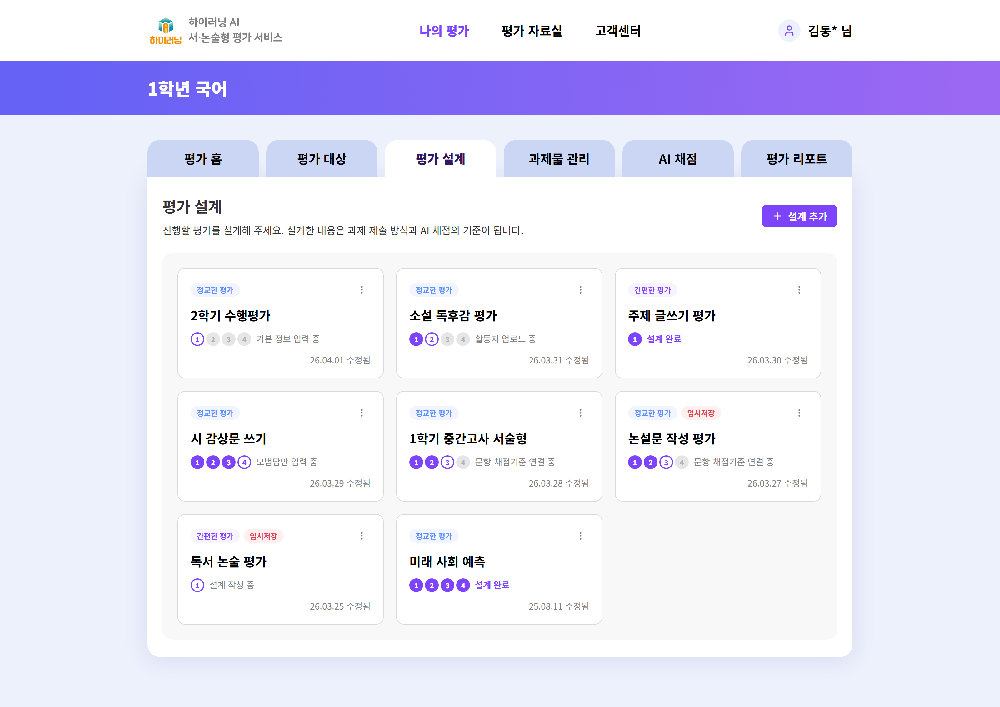 하이러닝
하이러닝 AI
서·논술형 평가 서비스
나의 평가
평가 자료실
고객센터
김동* 님
1학년 국어
평가 홈
평가 대상
평가 설계
과제물 관리
AI 채점
평가 리포트
평가 설계
+ 설계 추가
진행할 평가를 설계해 주세요. 설계한 내용은 과제 제출 방식과 AI 채점의 기준이 됩니다.
정교한 평가
2학기 수행평가
1 2 3 4 기본 정보 입력 중
26.04.01 수정됨
정교한 평가
소설 독후감 평가
1 2 3 4 활동지 업로드 중
26.03.31 수정됨
간편한 평가
주제 글쓰기 평가
1 설계 완료
26.03.30 수정됨
정교한 평가
시 감상문 쓰기
1 2 3 4 모범답안 입력 중
26.03.29 수정됨
정교한 평가
1학기 중간고사 서술형
1 2 3 4 문항-채점기준 연결 중
26.03.28 수정됨
정교한 평가 임시저장
논설문 작성 평가
1 2 3 4 문항-채점기준 연결 중
26.03.27 수정됨
간편한 평가 임시저장
독서 논술 평가
1 설계 작성 중
26.03.25 수정됨
정교한 평가
미래 사회 예측
1 2 3 4 설계 완료
25.08.11 수정됨